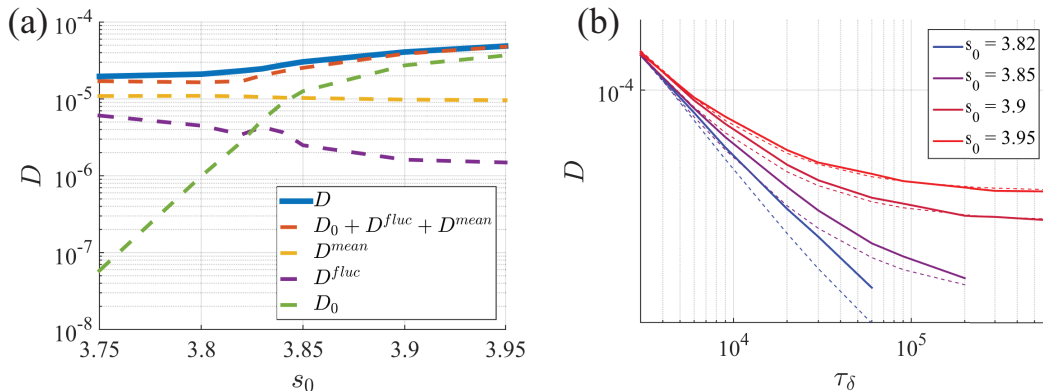 (a)
10^-4
10^-5
10^-6
10^-7
10^-8
D
D
D_0 + D^fluc + D^mean
D^mean
D^fluc
D_0
3.75 3.8 3.85 3.9 3.95
s_0
(b)
10^-4
D
s_0 = 3.82
s_0 = 3.85
s_0 = 3.9
s_0 = 3.95
10^4 10^5
τ_δ